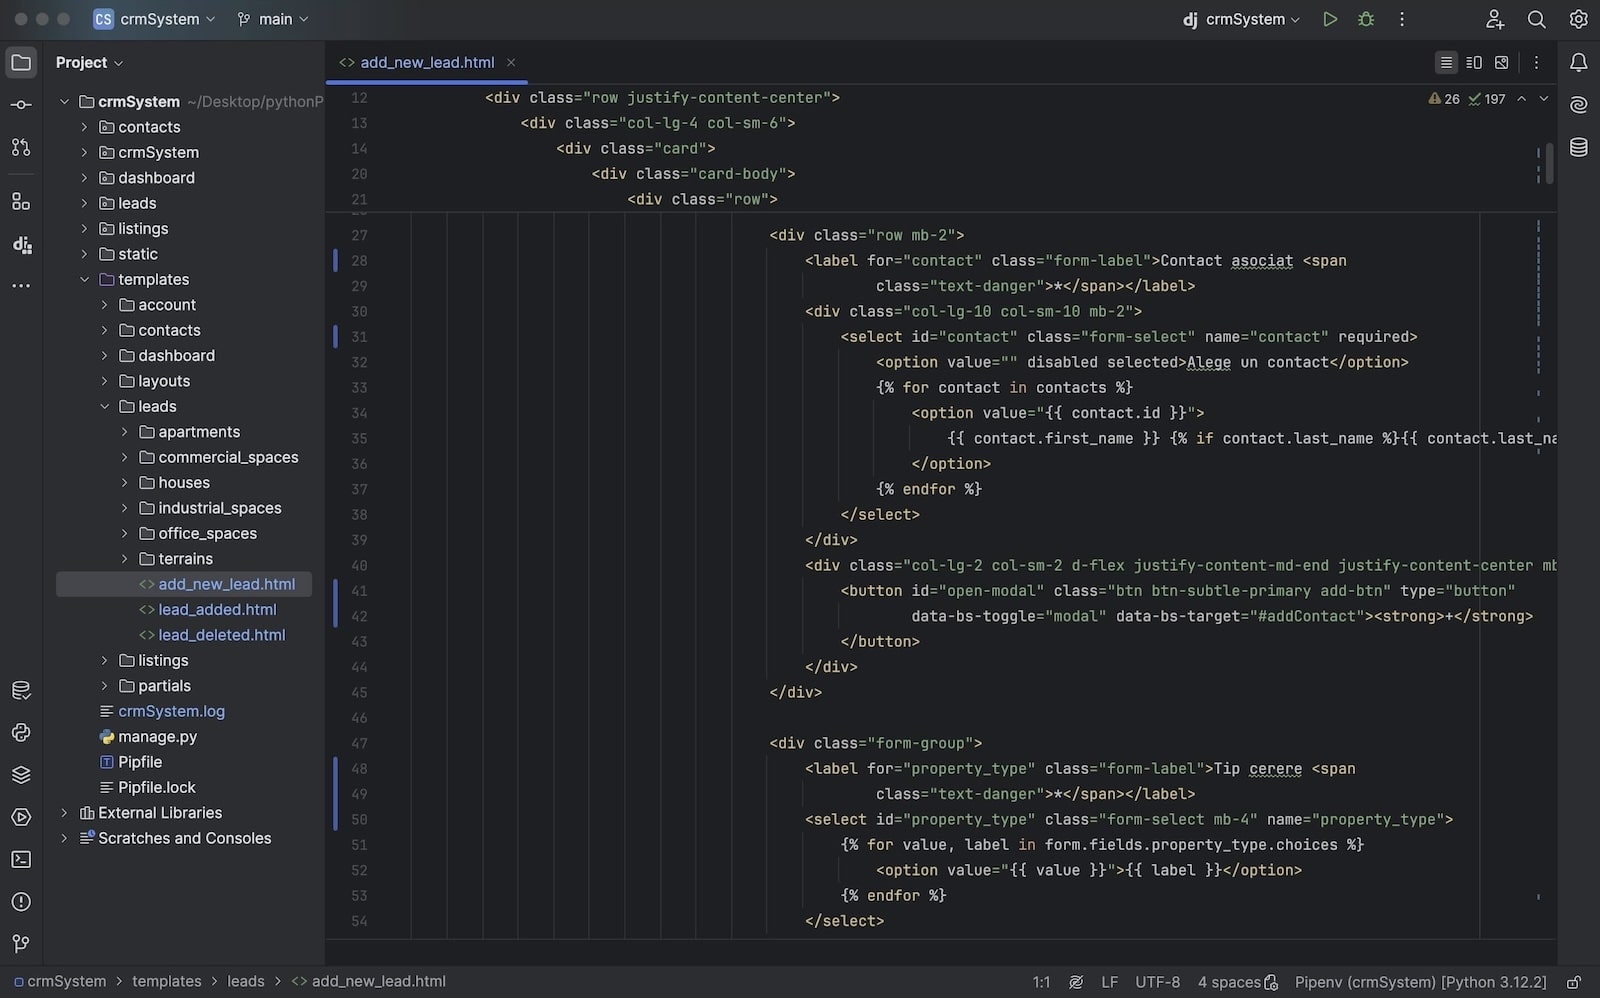 CS crmSystem main dj crmSystem
Project
add_new_lead.html
crmSystem ~/Desktop/pythonP
contacts
crmSystem
dashboard
leads
listings
static
templates
account
contacts
dashboard
layouts
leads
apartments
commercial_spaces
houses
industrial_spaces
office_spaces
terrains
<> add_new_lead.html
<> lead_added.html
<> lead_deleted.html
listings
partials
crmSystem.log
manage.py
Pipfile
Pipfile.lock
External Libraries
Scratches and Consoles
26 197
12 <div class="row justify-content-center">
13 <div class="col-lg-4 col-sm-6">
14 <div class="card">
20 <div class="card-body">
21 <div class="row">
27 <div class="row mb-2">
28 <label for="contact" class="form-label">Contact asociat <span
29 class="text-danger">*</span></label>
30 <div class="col-lg-10 col-sm-10 mb-2">
31 <select id="contact" class="form-select" name="contact" required>
32 <option value="" disabled selected>Alege un contact</option>
33 {% for contact in contacts %}
34 <option value="{{ contact.id }}">
35 {{ contact.first_name }} {% if contact.last_name %}{{ contact.last_na
36 </option>
37 {% endfor %}
38 </select>
39 </div>
40 <div class="col-lg-2 col-sm-2 d-flex justify-content-md-end justify-content-center mb
41 <button id="open-modal" class="btn btn-subtle-primary add-btn" type="button"
42 data-bs-toggle="modal" data-bs-target="#addContact"><strong>+</strong>
43 </button>
44 </div>
45 </div>
46
47 <div class="form-group">
48 <label for="property_type" class="form-label">Tip cerere <span
49 class="text-danger">*</span></label>
50 <select id="property_type" class="form-select mb-4" name="property_type">
51 {% for value, label in form.fields.property_type.choices %}
52 <option value="{{ value }}">{{ label }}</option>
53 {% endfor %}
54 </select>
crmSystem > templates > leads > <> add_new_lead.html 1:1 LF UTF-8 4 spaces Pipenv (crmSystem) [Python 3.12.2]